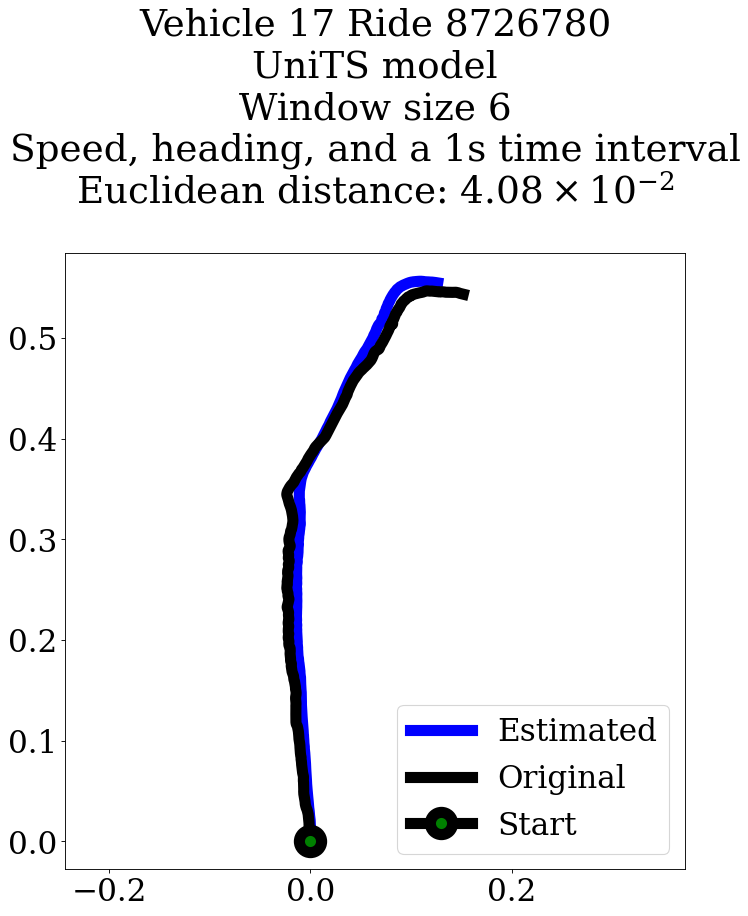 Vehicle 17 Ride 8726780
UniTS model
Window size 6
Speed, heading, and a 1s time interval
Euclidean distance: 4.08 × 10⁻²
0.5
0.4
0.3
0.2
0.1
0.0
Estimated
Original
Start
−0.2
0.0
0.2